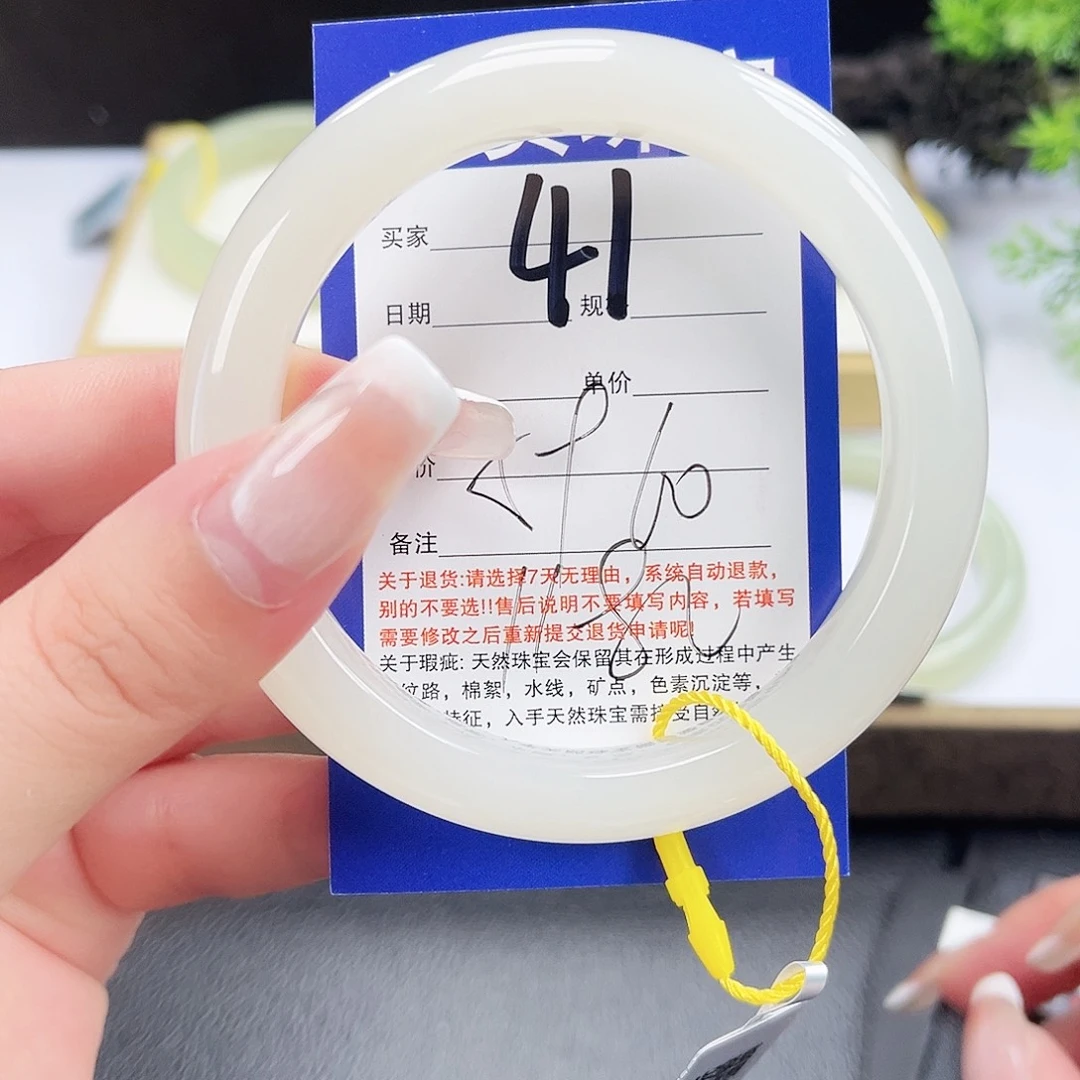 41
买家
日期 规
单价
价
备注
关于退货:请选择7天无理由，系统自动退款，
别的不要选!!售后说明不要填写内容，若填写
需要修改之后重新提交退货申请呢!
关于瑕疵: 天然珠宝会保留其在形成过程中产生
纹路，棉絮，水线，矿点，色素沉淀等，
特征，入手天然珠宝需接受自然